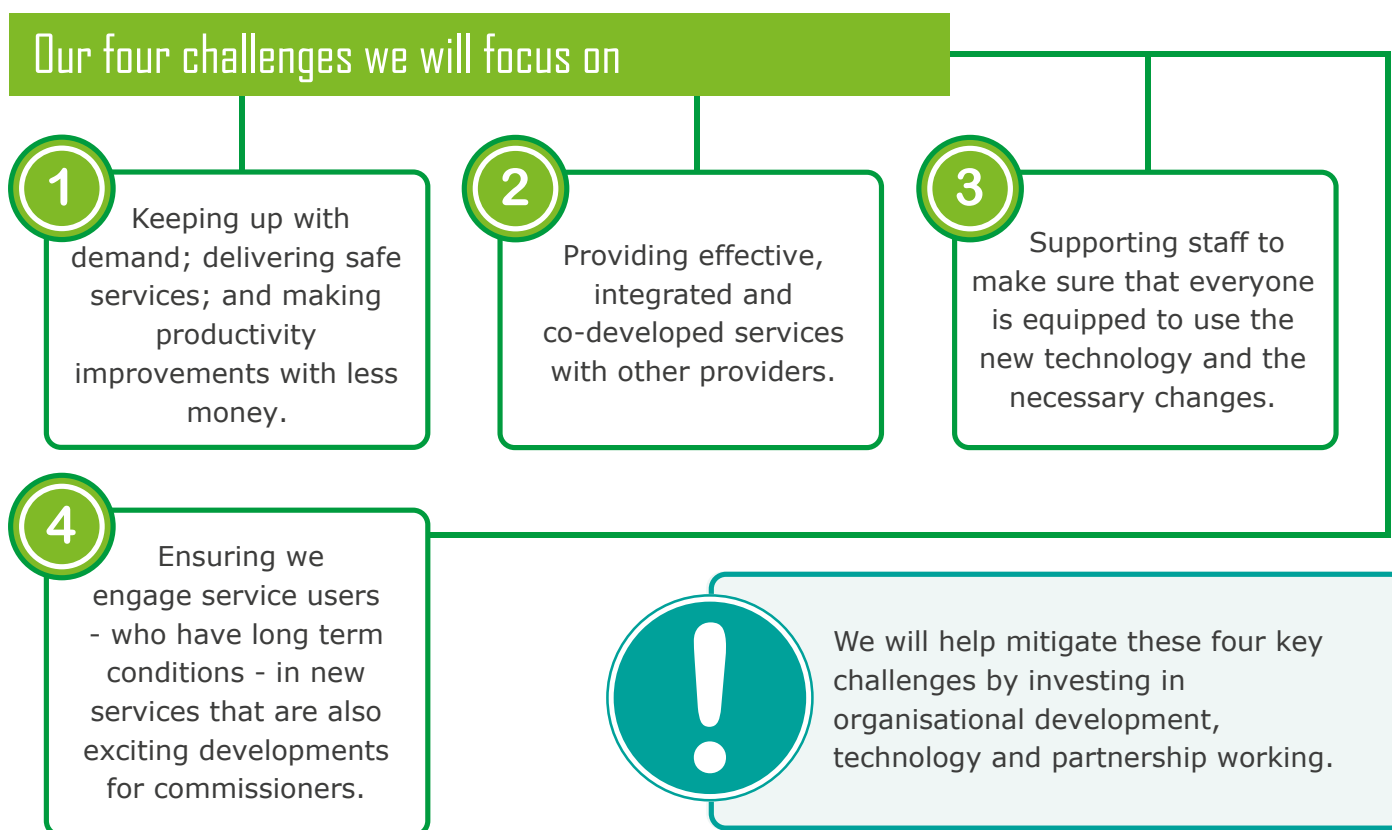 Our four challenges we will focus on
1
Keeping up with
demand; delivering safe
services; and making
productivity
improvements with less
money.
2
Providing effective,
integrated and
co-developed services
with other providers.
3
Supporting staff to
make sure that everyone
is equipped to use the
new technology and the
necessary changes.
4
Ensuring we
engage service users
- who have long term
conditions - in new
services that are also
exciting developments
for commissioners.
!
We will help mitigate these four key
challenges by investing in
organisational development,
technology and partnership working.